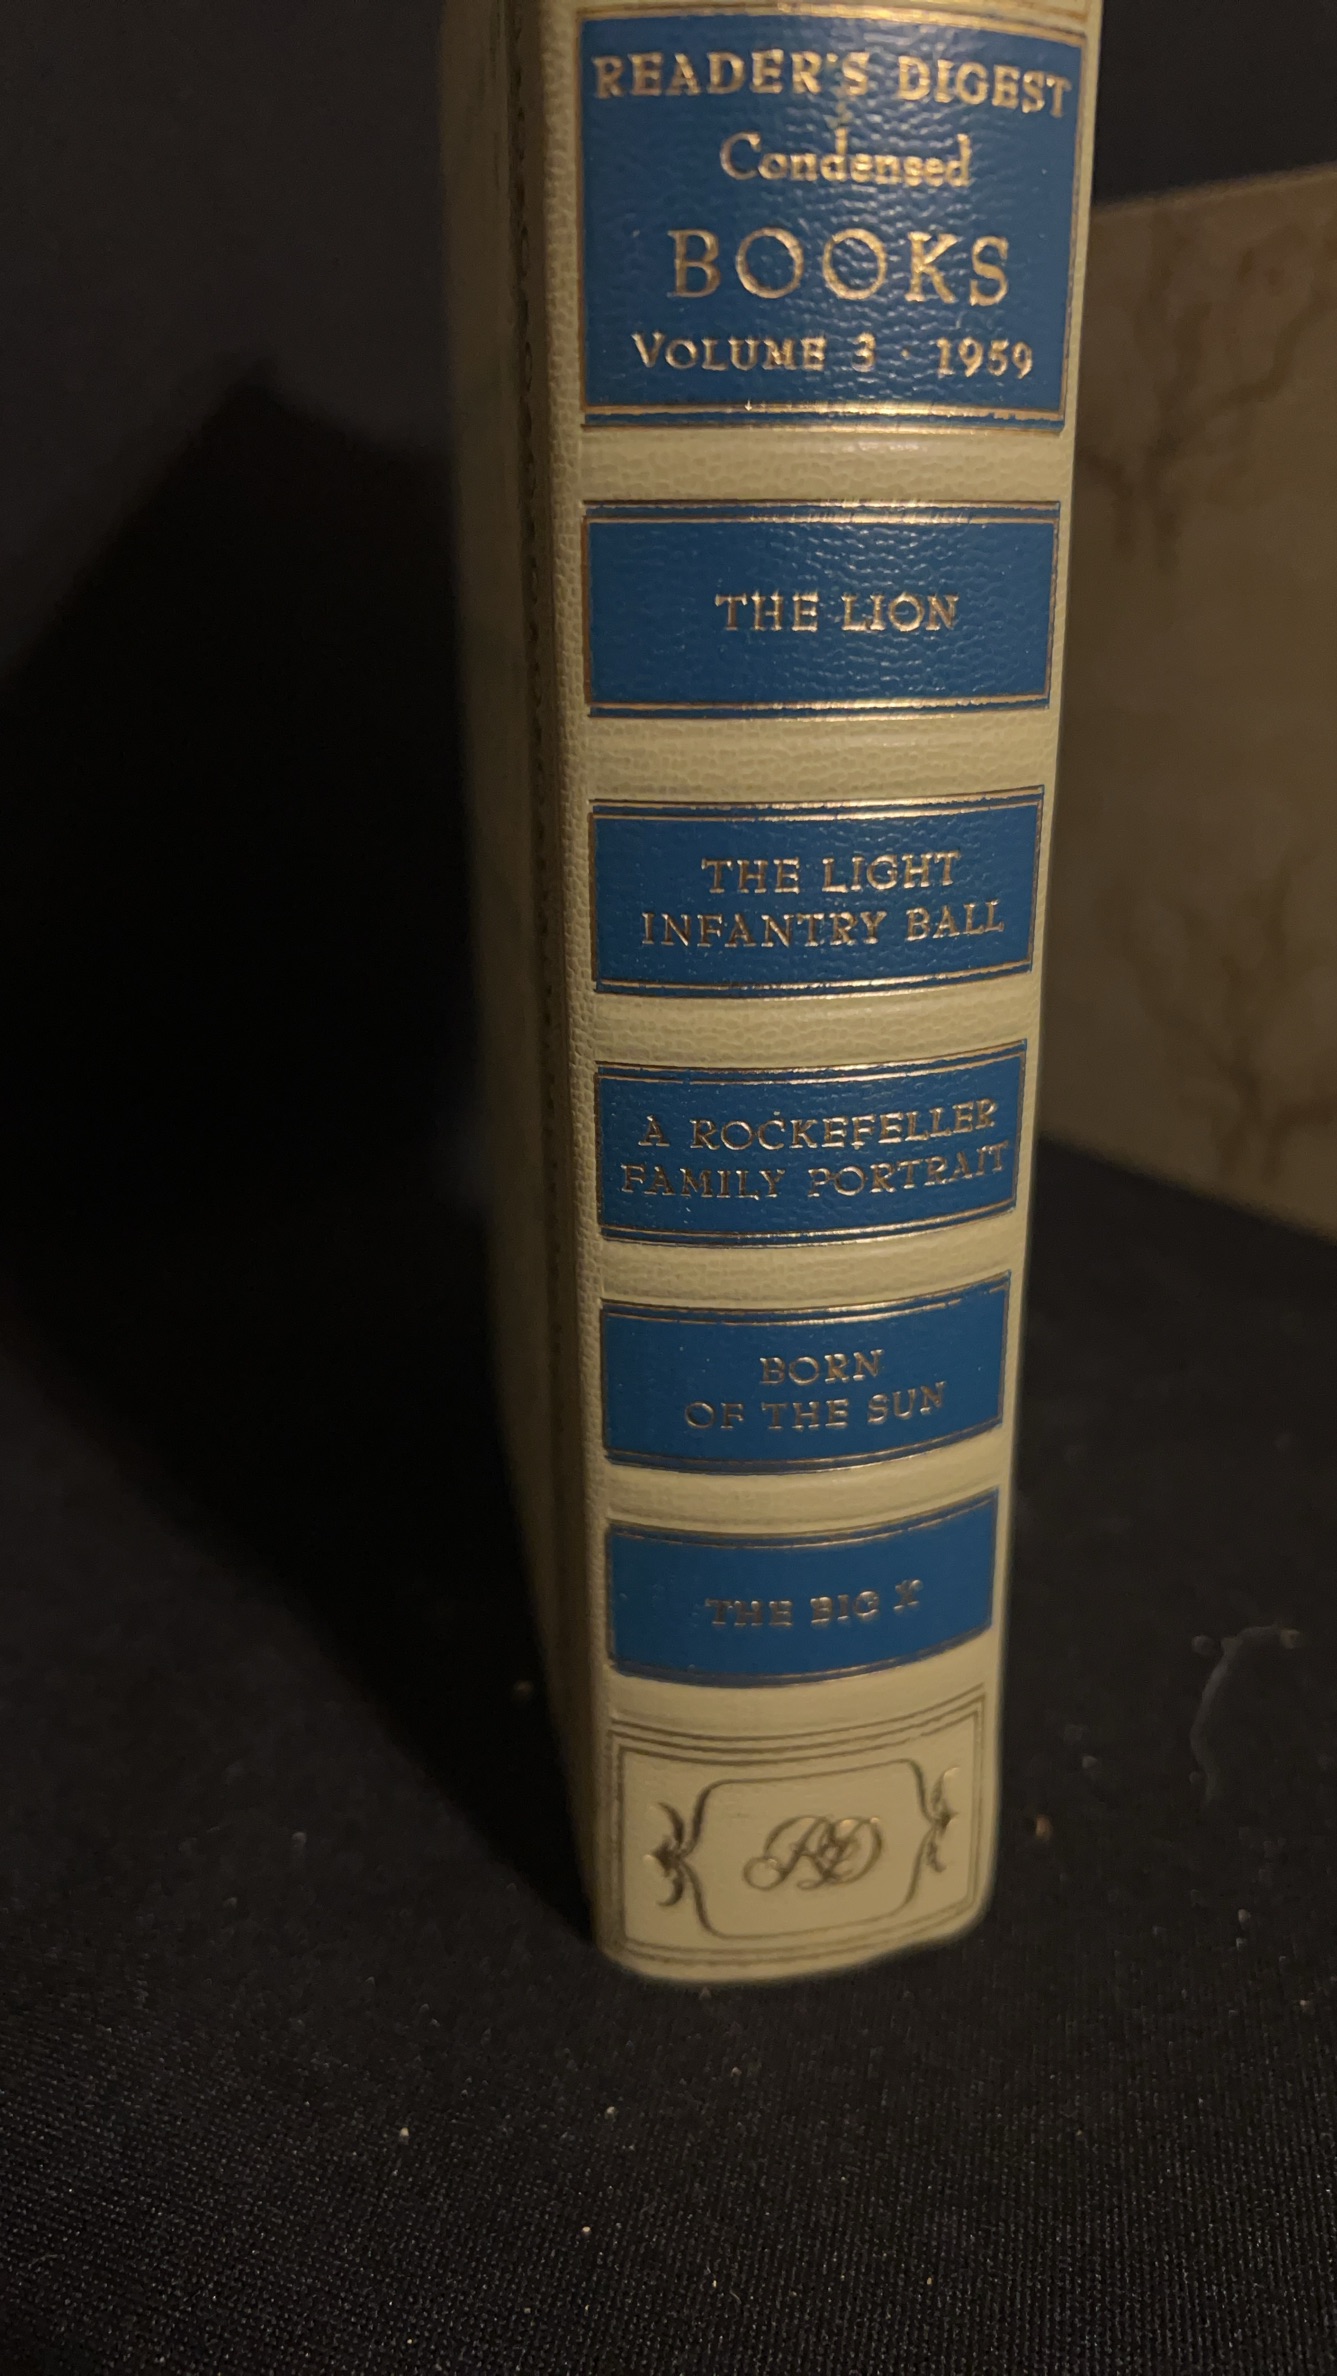 READER'S DIGEST
Condensed
BOOKS
VOLUME 3 · 1959
THE LION
THE LIGHT
INFANTRY BALL
A ROCKEFELLER
FAMILY PORTRAIT
BORN
OF THE SUN
THE BIG X
RD